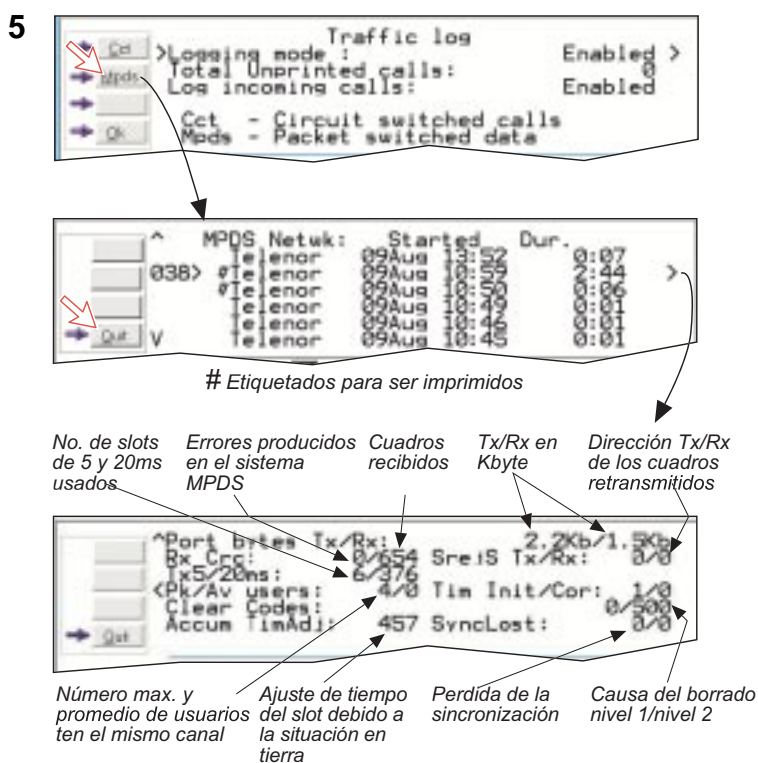 5
Traffic log
Cct >Logging mode : Enabled >
Mpds Total Unprinted calls: 0
Log incoming calls: Enabled
Ok Cct - Circuit switched calls
Mpds - Packet switched data
^ MPDS Netwk: Started Dur.
Telenor 09Aug 13:52 0:07
038> #Telenor 09Aug 10:59 2:44 >
#Telenor 09Aug 10:50 0:06
Telenor 09Aug 10:49 0:01
Telenor 09Aug 10:46 0:01
Quit V Telenor 09Aug 10:45 0:01
# Etiquetados para ser imprimidos
No. de slots
de 5 y 20ms
usados
Errores producidos
en el sistema
MPDS
Cuadros
recibidos
Tx/Rx en
Kbyte
Dirección Tx/Rx
de los cuadros
retransmitidos
^Port bytes Tx/Rx: 2.2Kb/1.5Kb
Rx Crc: 0/654 SrejS Tx/Rx: 0/0
Tx5/20ms: 6/376
<Pk/Av users: 4/0 Tim Init/Cor: 1/0
Clear Codes: 0/500
Quit Accum TimAdj: 457 SyncLost: 0/0
Número max. y
promedio de usuarios
ten el mismo canal
Ajuste de tiempo
del slot debido a
la situación en
tierra
Perdida de la
sincronización
Causa del borrado
nivel 1/nivel 2